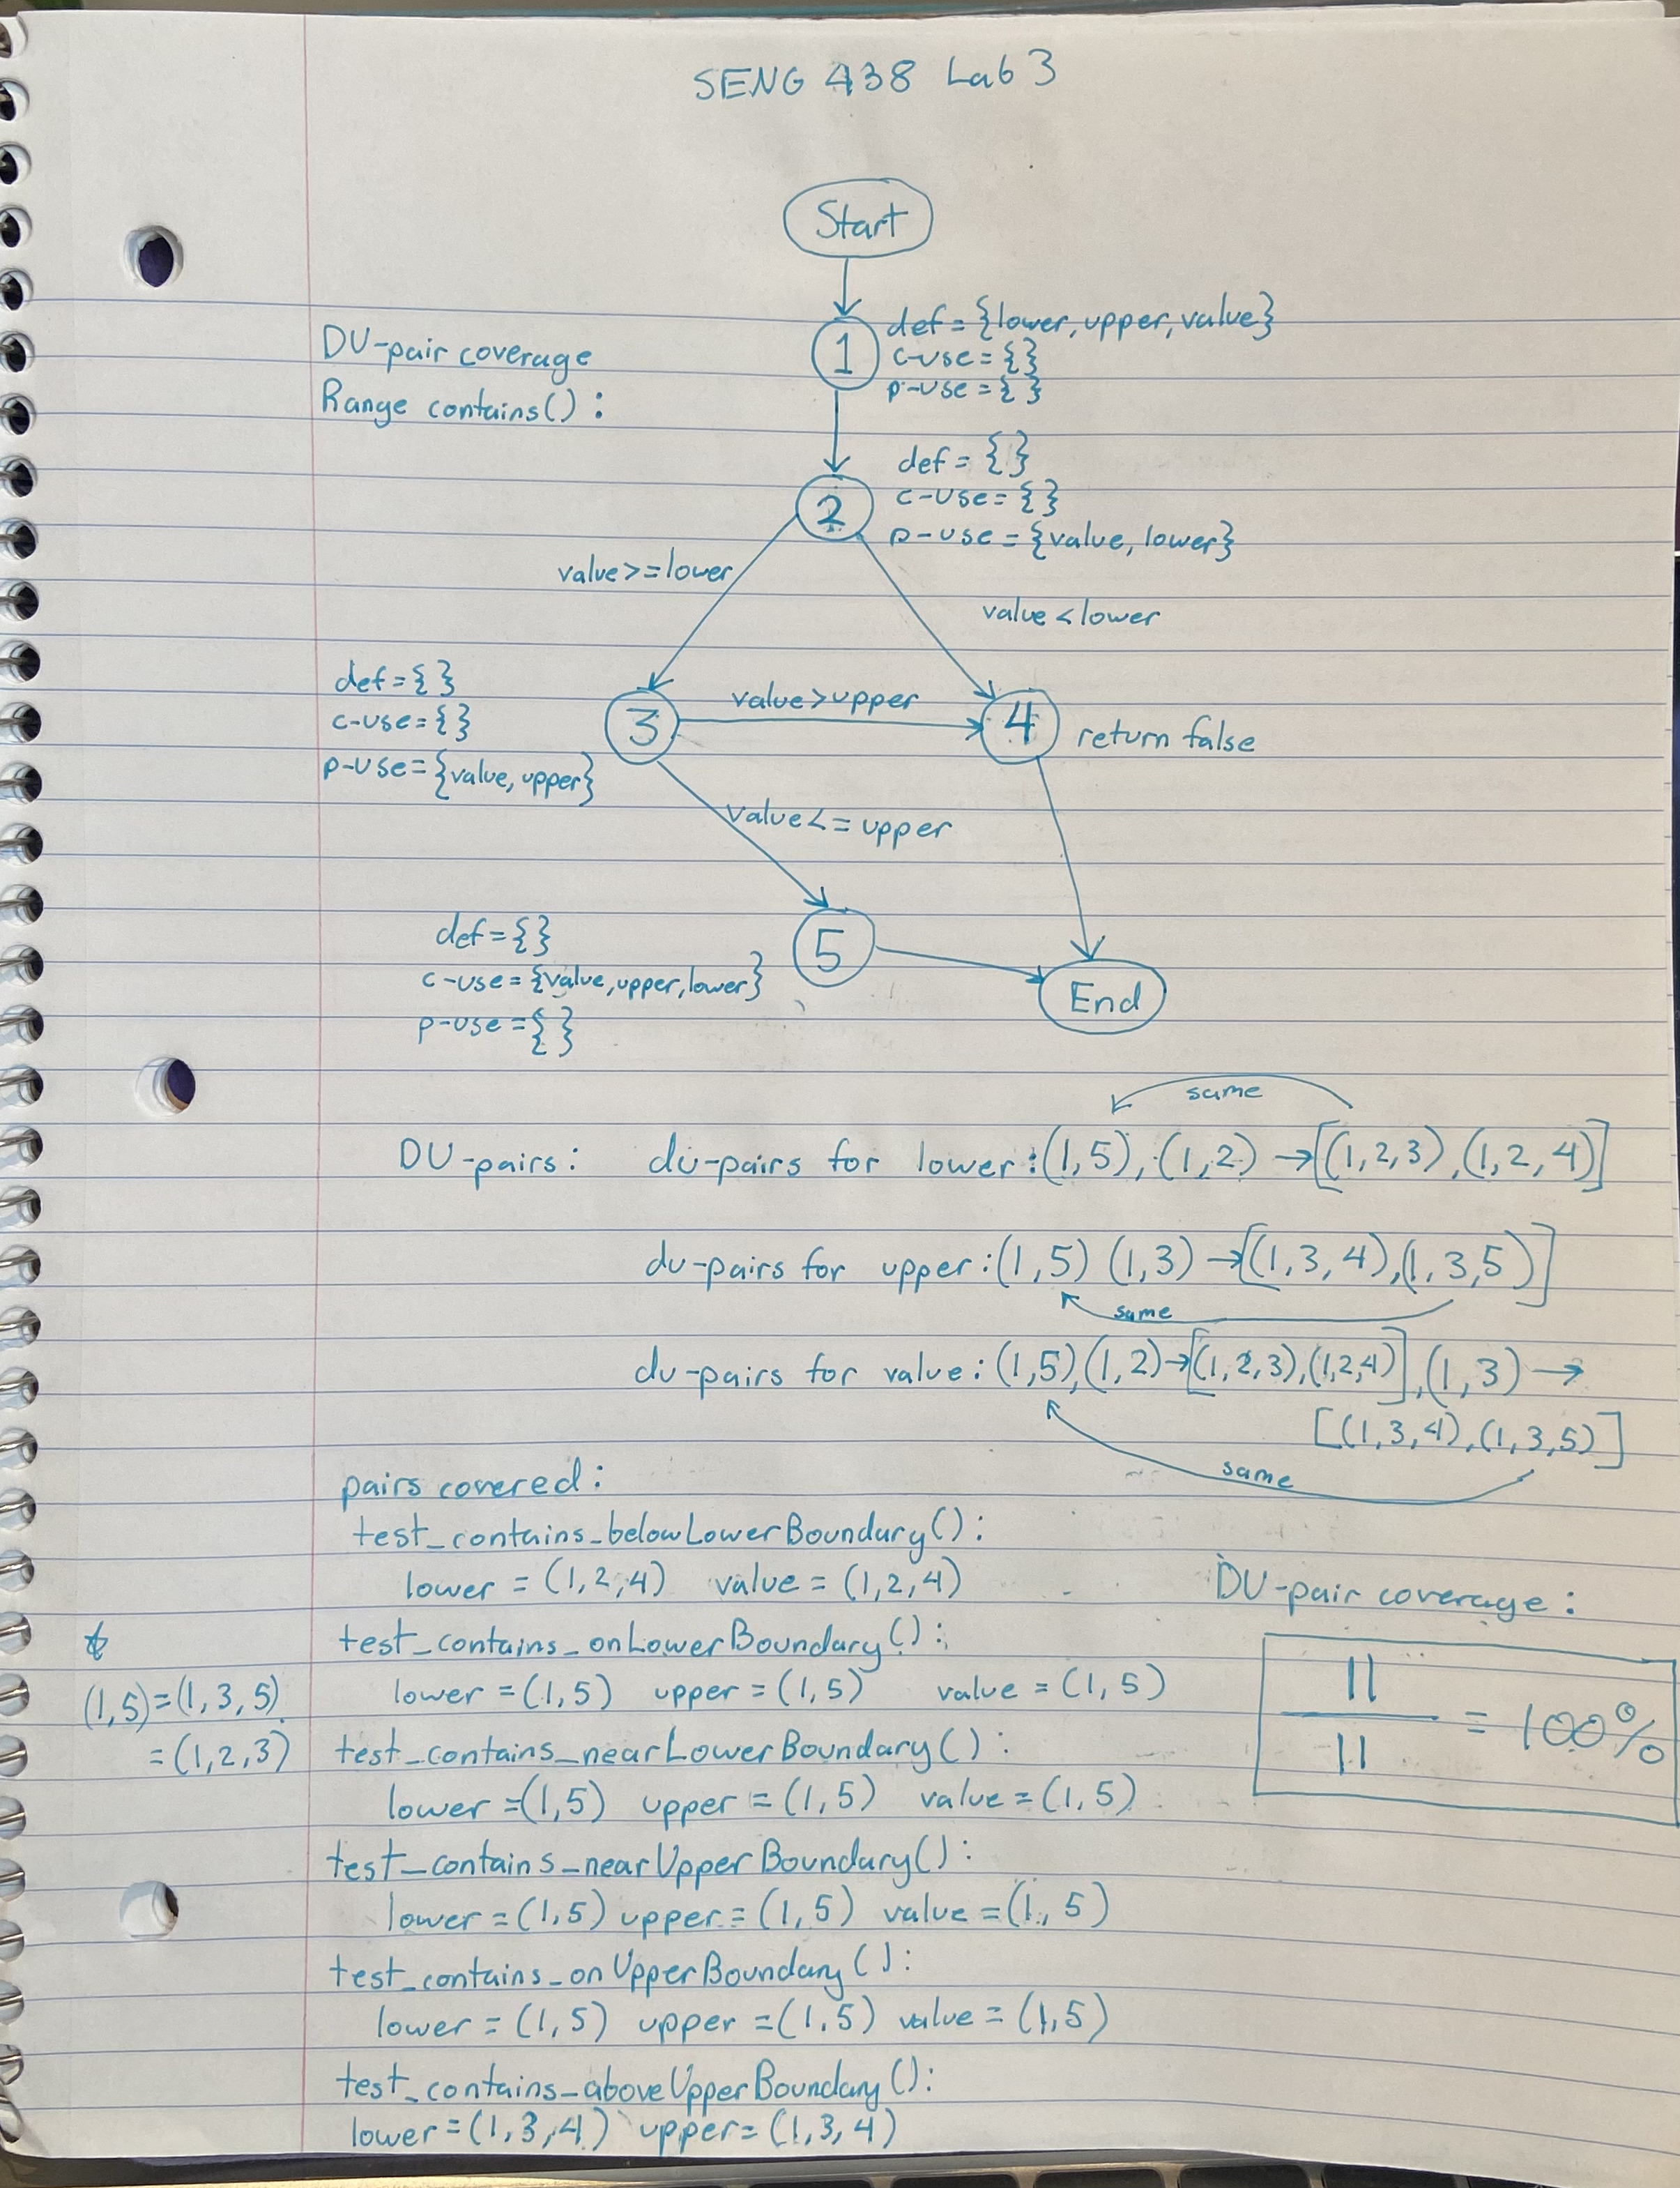 SENG 438 Lab 3
Start
DU-pair coverage
Range contains():
1
def = {lower, upper, value}
c-use = {}
p-use = { }
2
def = { }
c-use = { }
p-use = {value, lower}
value>=lower
value < lower
def = { }
c-use = { }
p-use = {value, upper}
3
value>upper
4
return false
value <= upper
def = { }
c-use = {value, upper, lower}
p-use = { }
5
End
same
DU-pairs: du-pairs for lower: (1,5), (1,2) → [(1,2,3), (1,2,4)]
du-pairs for upper: (1,5) (1,3) → [(1,3,4), (1,3,5)]
same
du-pairs for value: (1,5), (1,2) → [(1,2,3), (1,2,4)], (1,3) →
[(1,3,4), (1,3,5)]
same
pairs covered:
test_contains_belowLowerBoundary():
lower = (1,2,4) value = (1,2,4)
DU-pair coverage:
11
11
= 100%
test_contains_onLowerBoundary():
lower = (1,5) upper = (1,5) value = (1,5)
(1,5) = (1,3,5)
= (1,2,3)
test_contains_nearLowerBoundary():
lower = (1,5) upper = (1,5) value = (1,5)
test_contains_nearUpperBoundary():
lower = (1,5) upper = (1,5) value = (1,5)
test_contains_onUpperBoundary():
lower = (1,5) upper = (1,5) value = (1,5)
test_contains_aboveUpperBoundary():
lower = (1,3,4) upper = (1,3,4)